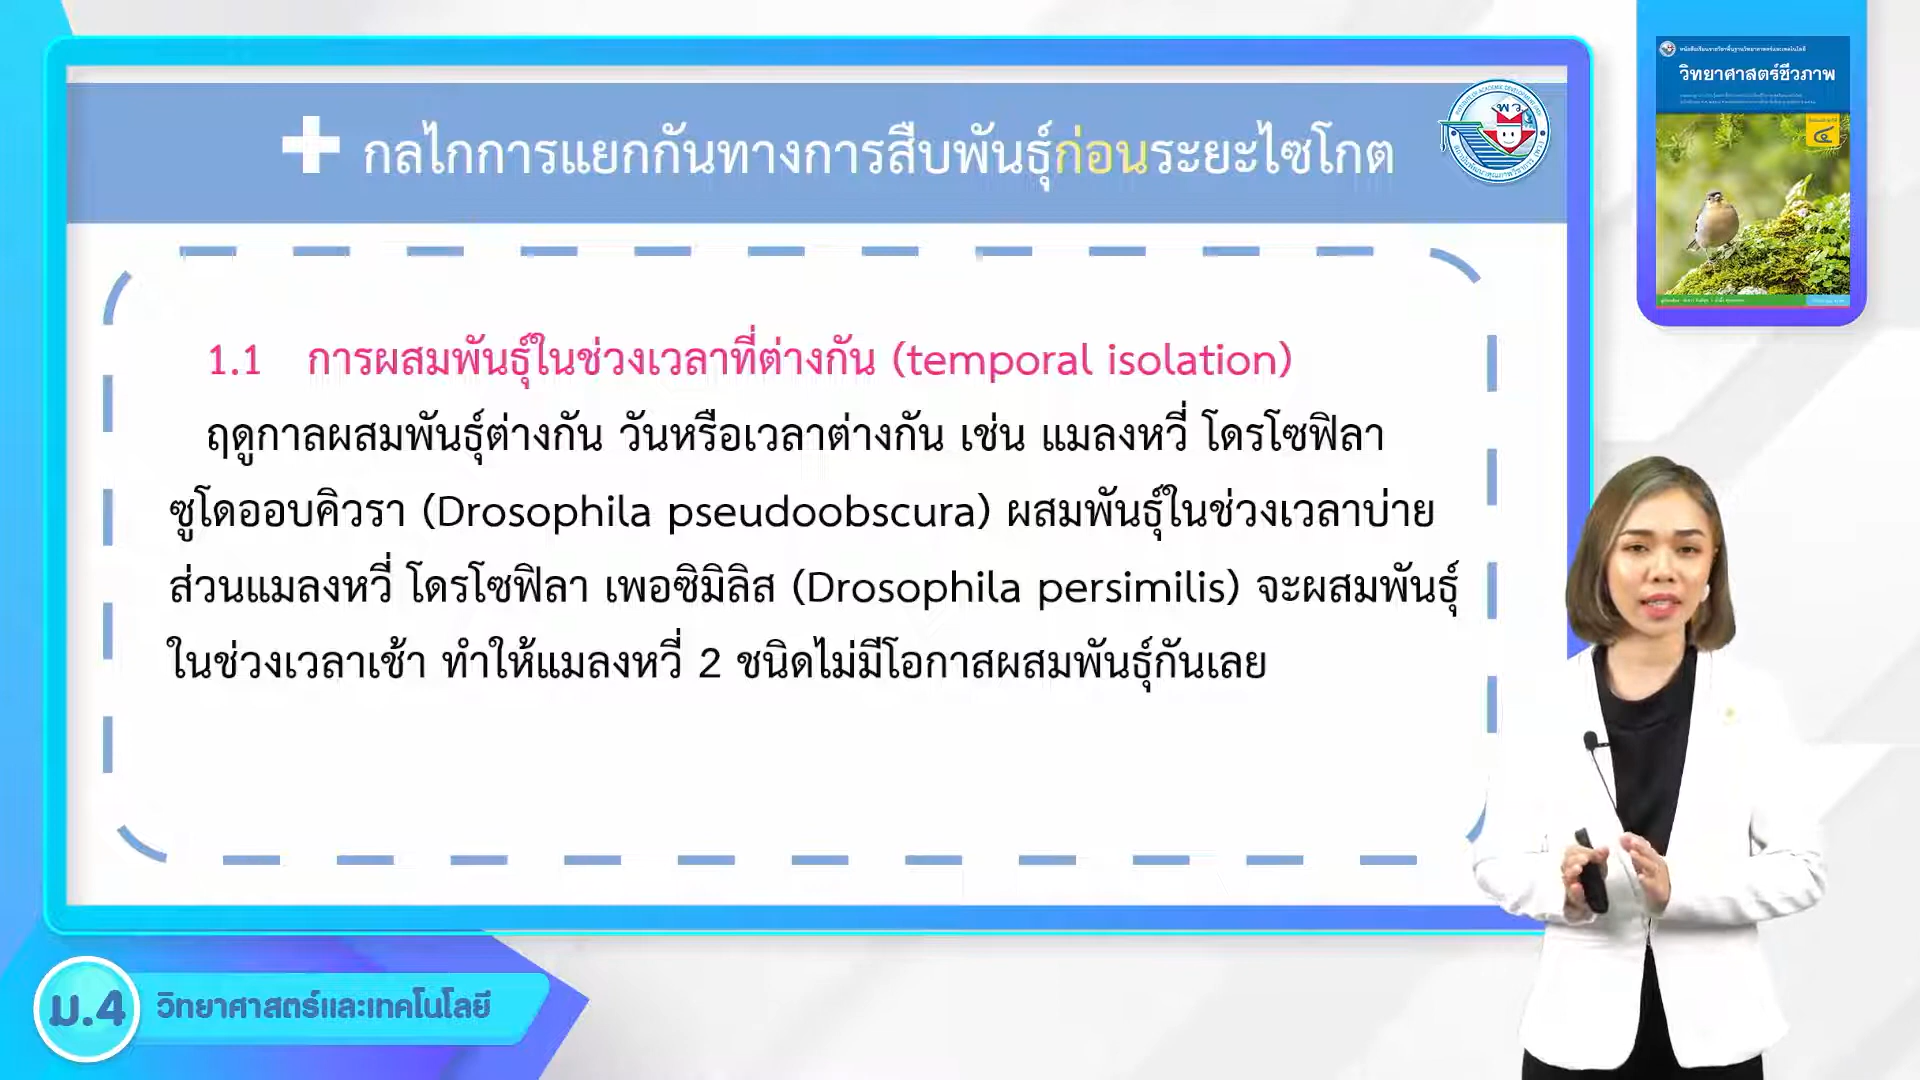 กลไกการแยกกันทางการสืบพันธุ์ก่อนระยะไซโกต
วิทยาศาสตร์ชีวภาพ
๔
1.1 การผสมพันธุ์ในช่วงเวลาที่ต่างกัน (temporal isolation)
ฤดูกาลผสมพันธุ์ต่างกัน วันหรือเวลาต่างกัน เช่น แมลงหวี่ โดรโซฟิลา
ซูโดออบคิวรา (Drosophila pseudoobscura) ผสมพันธุ์ในช่วงเวลาบ่าย
ส่วนแมลงหวี่ โดรโซฟิลา เพอซิมิลิส (Drosophila persimilis) จะผสมพันธุ์
ในช่วงเวลาเช้า ทำให้แมลงหวี่ 2 ชนิดไม่มีโอกาสผสมพันธุ์กันเลย
ม.4 วิทยาศาสตร์และเทคโนโลยี